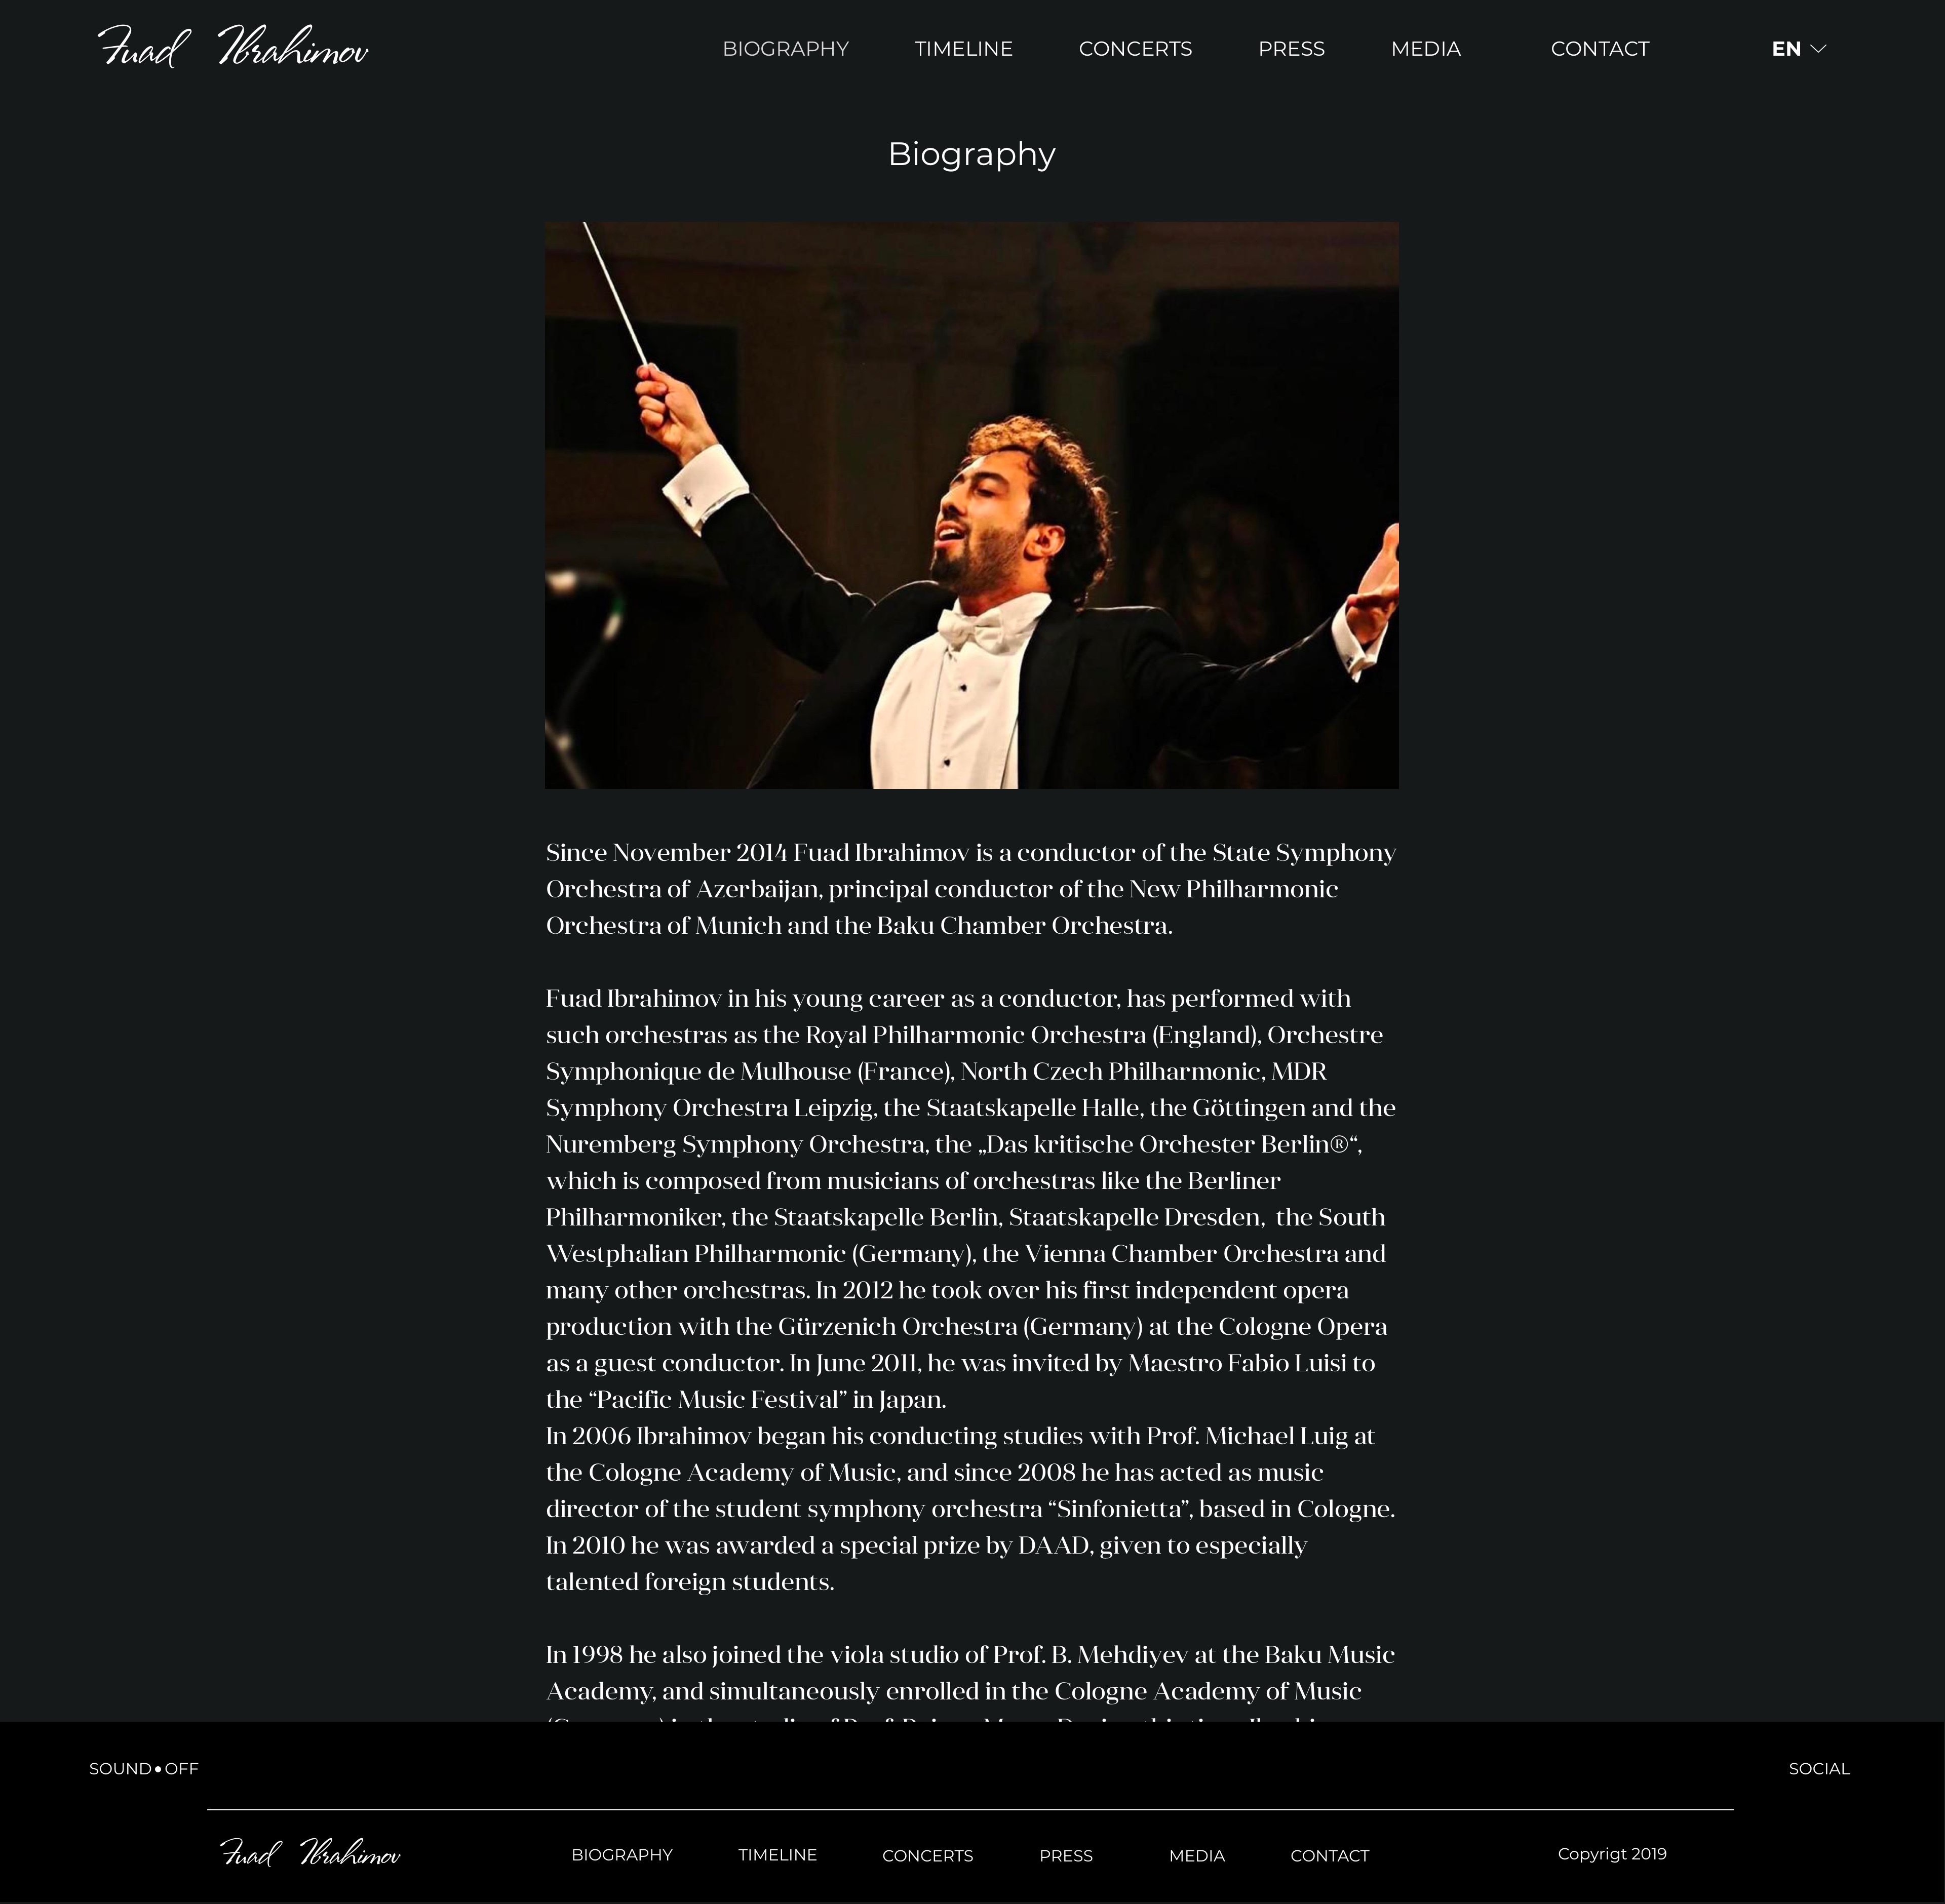 Fuad Ibrahimov
BIOGRAPHY TIMELINE CONCERTS PRESS MEDIA CONTACT EN
Biography
Since November 2014 Fuad Ibrahimov is a conductor of the State Symphony
Orchestra of Azerbaijan, principal conductor of the New Philharmonic
Orchestra of Munich and the Baku Chamber Orchestra.
Fuad Ibrahimov in his young career as a conductor, has performed with
such orchestras as the Royal Philharmonic Orchestra (England), Orchestre
Symphonique de Mulhouse (France), North Czech Philharmonic, MDR
Symphony Orchestra Leipzig, the Staatskapelle Halle, the Göttingen and the
Nuremberg Symphony Orchestra, the „Das kritische Orchester Berlin®“,
which is composed from musicians of orchestras like the Berliner
Philharmoniker, the Staatskapelle Berlin, Staatskapelle Dresden,  the South
Westphalian Philharmonic (Germany), the Vienna Chamber Orchestra and
many other orchestras. In 2012 he took over his first independent opera
production with the Gürzenich Orchestra (Germany) at the Cologne Opera
as a guest conductor. In June 2011, he was invited by Maestro Fabio Luisi to
the “Pacific Music Festival” in Japan.
In 2006 Ibrahimov began his conducting studies with Prof. Michael Luig at
the Cologne Academy of Music, and since 2008 he has acted as music
director of the student symphony orchestra “Sinfonietta”, based in Cologne.
In 2010 he was awarded a special prize by DAAD, given to especially
talented foreign students.
In 1998 he also joined the viola studio of Prof. B. Mehdiyev at the Baku Music
Academy, and simultaneously enrolled in the Cologne Academy of Music
SOUND•OFF SOCIAL
Fuad Ibrahimov BIOGRAPHY TIMELINE CONCERTS PRESS MEDIA CONTACT Copyrigt 2019